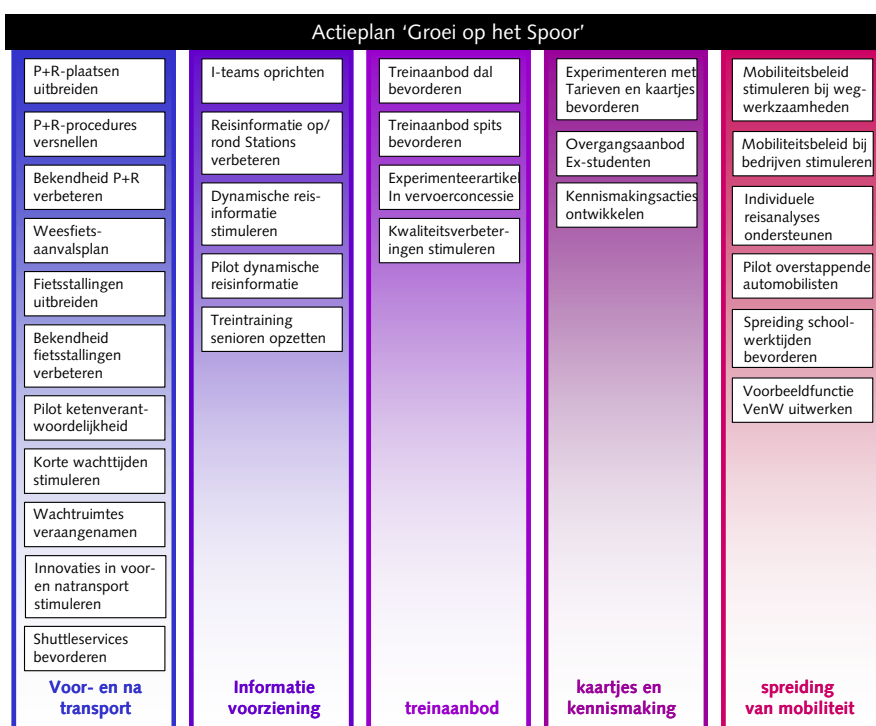 Actieplan ‘Groei op het Spoor’
P+R-plaatsen
uitbreiden
P+R-procedures
versnellen
Bekendheid P+R
verbeteren
Weesfiets-
aanvalsplan
Fietsstallingen
uitbreiden
Bekendheid
fietsstallingen
verbeteren
Pilot ketenverant-
woordelijkheid
Korte wachttijden
stimuleren
Wachtruimtes
veraangenamen
Innovaties in voor-
en natransport
stimuleren
Shuttleservices
bevorderen
Voor- en na
transport
I-teams oprichten
Reisinformatie op/
rond Stations
verbeteren
Dynamische reis-
informatie
stimuleren
Pilot dynamische
reisinformatie
Treintraining
senioren opzetten
Informatie
voorziening
Treinaanbod dal
bevorderen
Treinaanbod spits
bevorderen
Experimenteerartikel
In vervoerconcessie
Kwaliteitsverbeter-
ingen stimuleren
treinaanbod
Experimenteren met
Tarieven en kaartjes
bevorderen
Overgangsaanbod
Ex-studenten
Kennismakingsacties
ontwikkelen
kaartjes en
kennismaking
Mobiliteitsbeleid
stimuleren bij weg-
werkzaamheden
Mobiliteitsbeleid bij
bedrijven stimuleren
Individuele
reisanalyses
ondersteunen
Pilot overstappende
automobilisten
Spreiding school-
werktijden
bevorderen
Voorbeeldfunctie
VenW uitwerken
spreiding
van mobiliteit